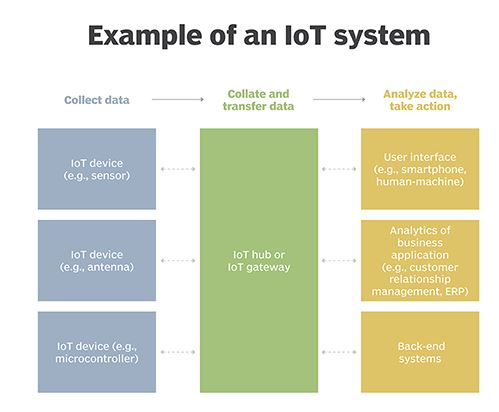 Example of an IoT system
Collect data
Collate and
transfer data
Analyze data,
take action
IoT device
(e.g., sensor)
IoT device
(e.g., antenna)
IoT device (e.g.,
microcontroller)
IoT hub or
IoT gateway
User interface
(e.g., smartphone,
human-machine)
Analytics of
business
application
(e.g., customer
relationship
management, ERP)
Back-end
systems